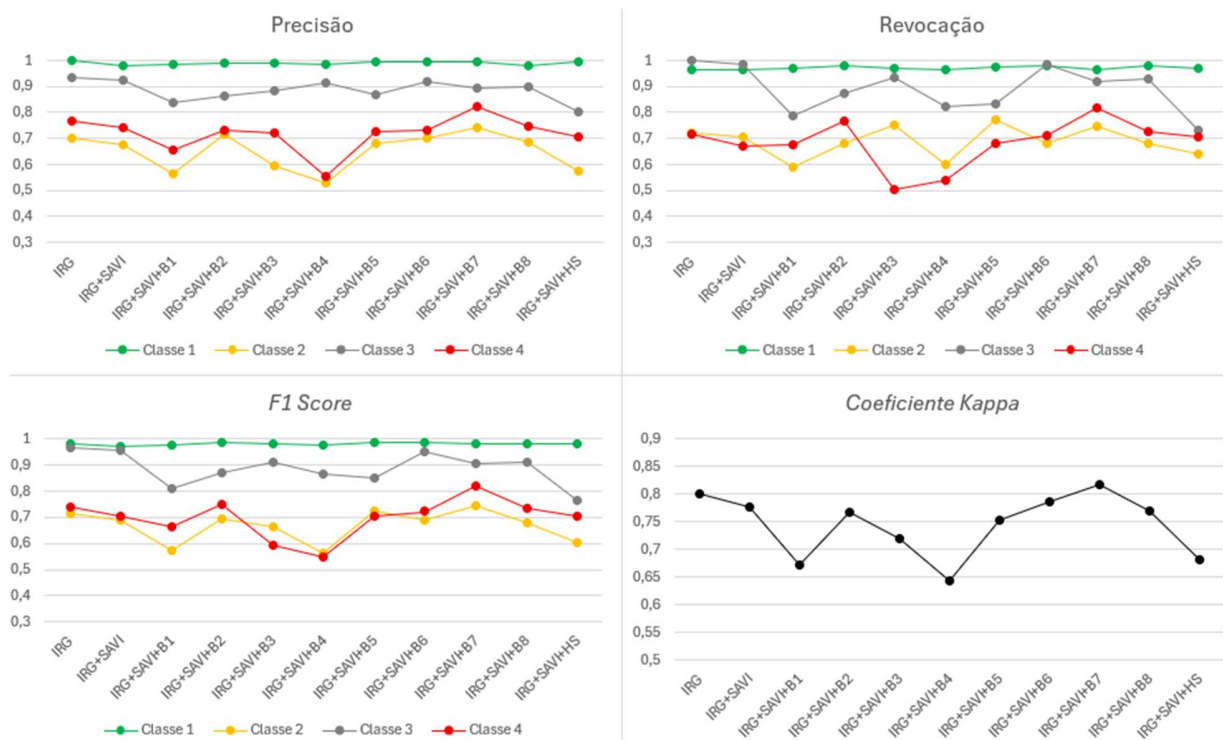 Precisão
1
0,9
0,8
0,7
0,6
0,5
0,4
0,3
IRG
IRG+SAVI
IRG+SAVI+B1
IRG+SAVI+B2
IRG+SAVI+B3
IRG+SAVI+B4
IRG+SAVI+B5
IRG+SAVI+B6
IRG+SAVI+B7
IRG+SAVI+B8
IRG+SAVI+HS
Classe 1 Classe 2 Classe 3 Classe 4
Revocação
1
0,9
0,8
0,7
0,6
0,5
0,4
0,3
IRG
IRG+SAVI
IRG+SAVI+B1
IRG+SAVI+B2
IRG+SAVI+B3
IRG+SAVI+B4
IRG+SAVI+B5
IRG+SAVI+B6
IRG+SAVI+B7
IRG+SAVI+B8
IRG+SAVI+HS
Classe 1 Classe 2 Classe 3 Classe 4
F1 Score
1
0,9
0,8
0,7
0,6
0,5
0,4
0,3
IRG
IRG+SAVI
IRG+SAVI+B1
IRG+SAVI+B2
IRG+SAVI+B3
IRG+SAVI+B4
IRG+SAVI+B5
IRG+SAVI+B6
IRG+SAVI+B7
IRG+SAVI+B8
IRG+SAVI+HS
Classe 1 Classe 2 Classe 3 Classe 4
Coeficiente Kappa
0,9
0,85
0,8
0,75
0,7
0,65
0,6
0,55
0,5
IRG
IRG+SAVI
IRG+SAVI+B1
IRG+SAVI+B2
IRG+SAVI+B3
IRG+SAVI+B4
IRG+SAVI+B5
IRG+SAVI+B6
IRG+SAVI+B7
IRG+SAVI+B8
IRG+SAVI+HS